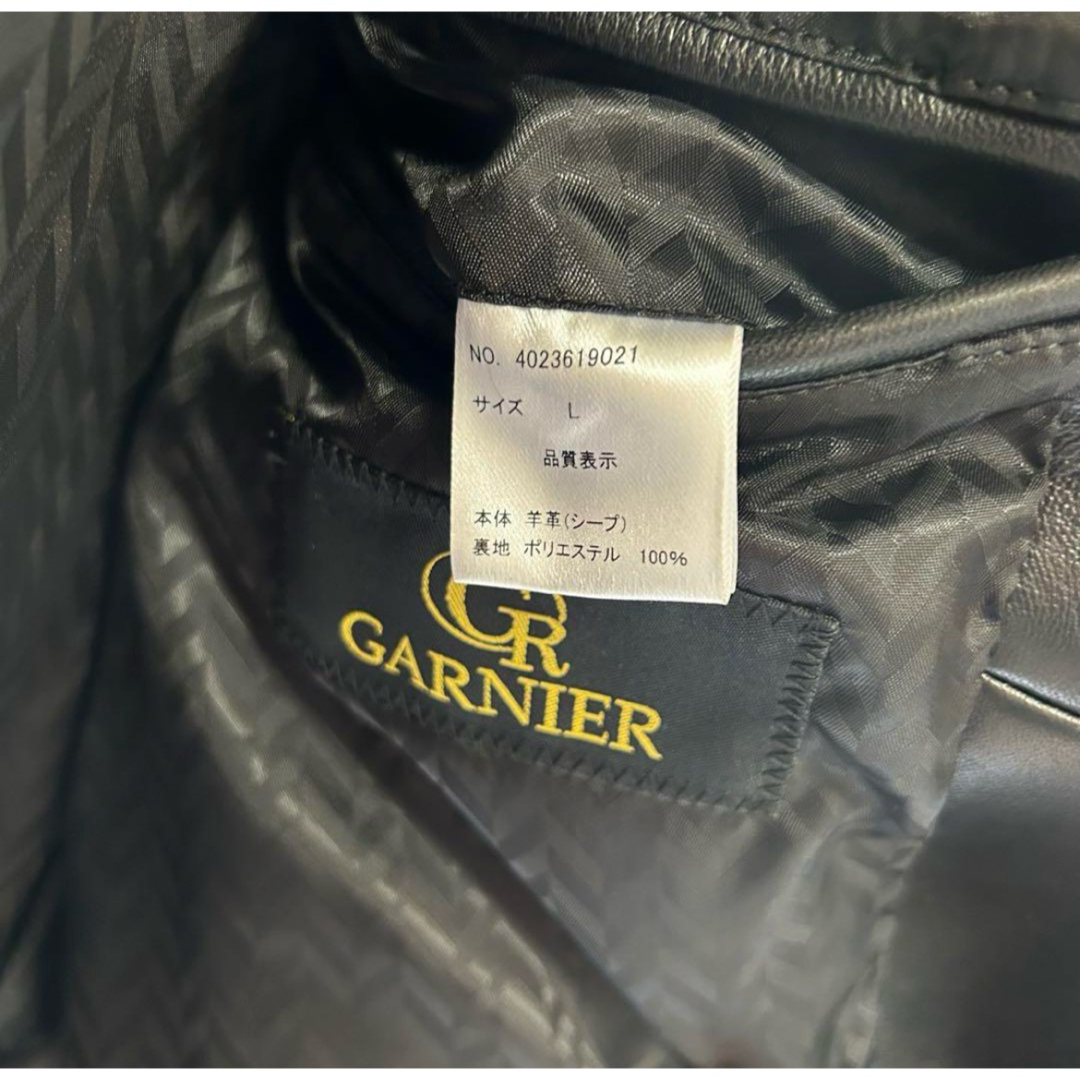 NO. 4023619021
サイズ L
品質表示
本体 羊革(シープ)
裏地 ポリエステル 100%
GR
GARNIER